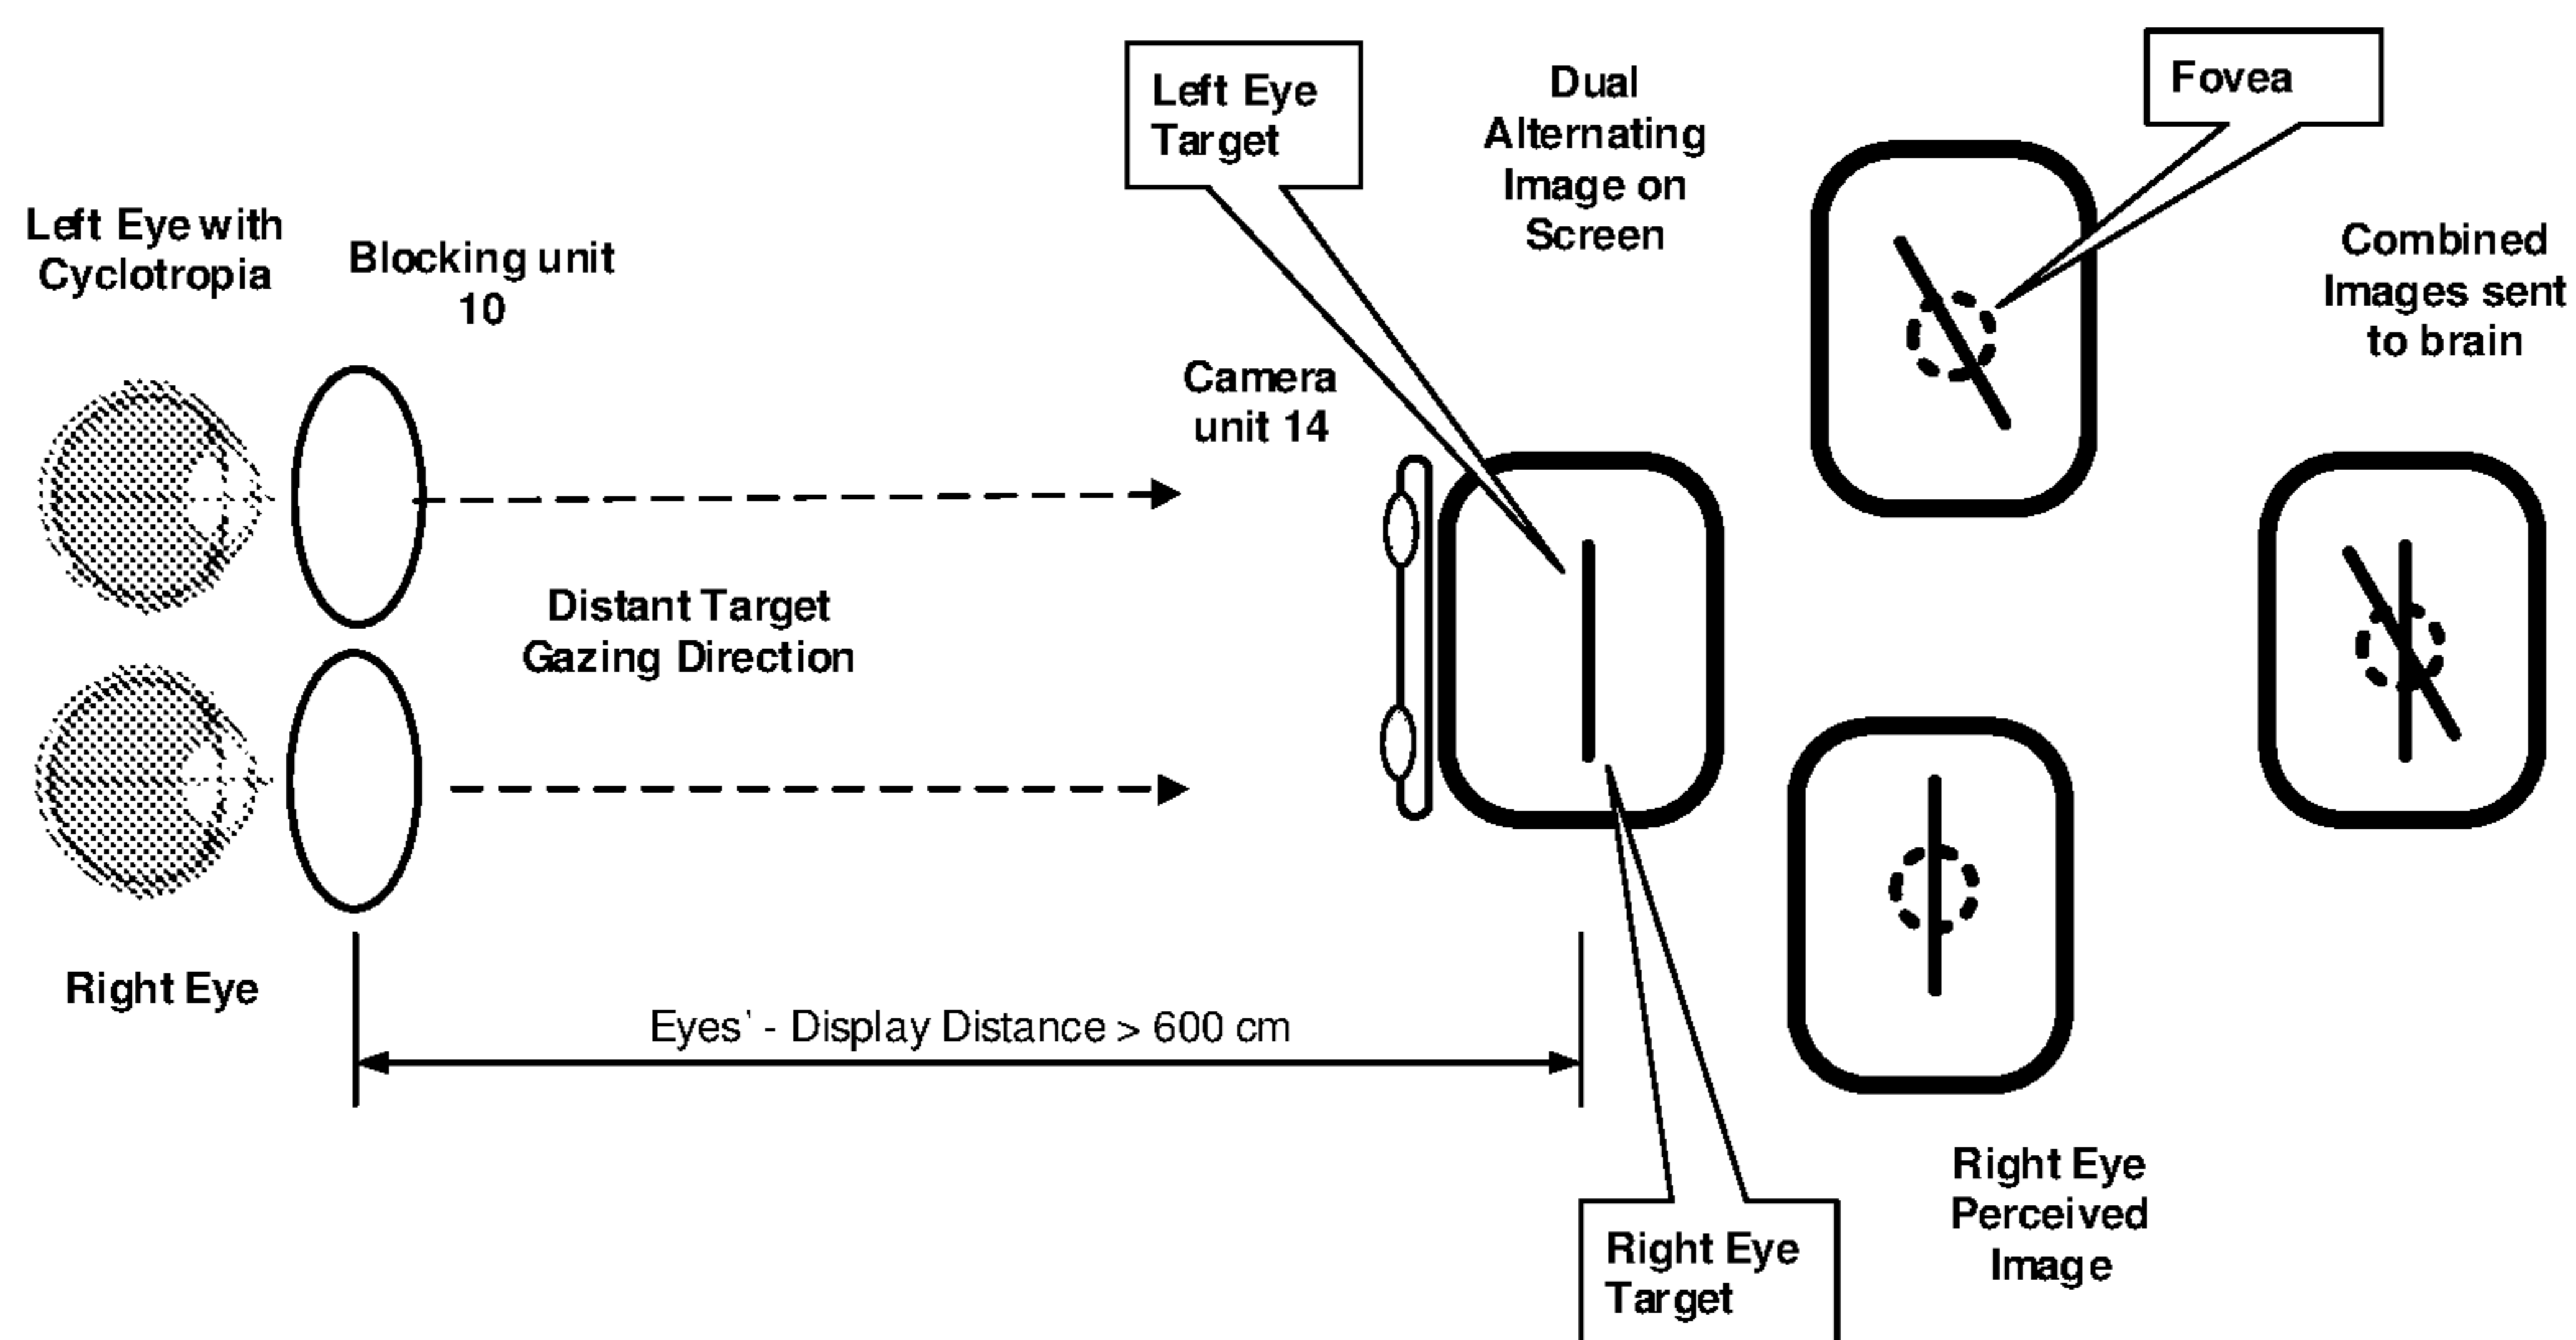 Left Eye
Target
Dual
Alternating
Image on
Screen
Fovea
Left Eye with
Cyclotropia
Blocking unit
10
Combined
Images sent
to brain
Camera
unit 14
Distant Target
Gazing Direction
Right Eye
Eyes' - Display Distance > 600 cm
Right Eye
Perceived
Image
Right Eye
Target